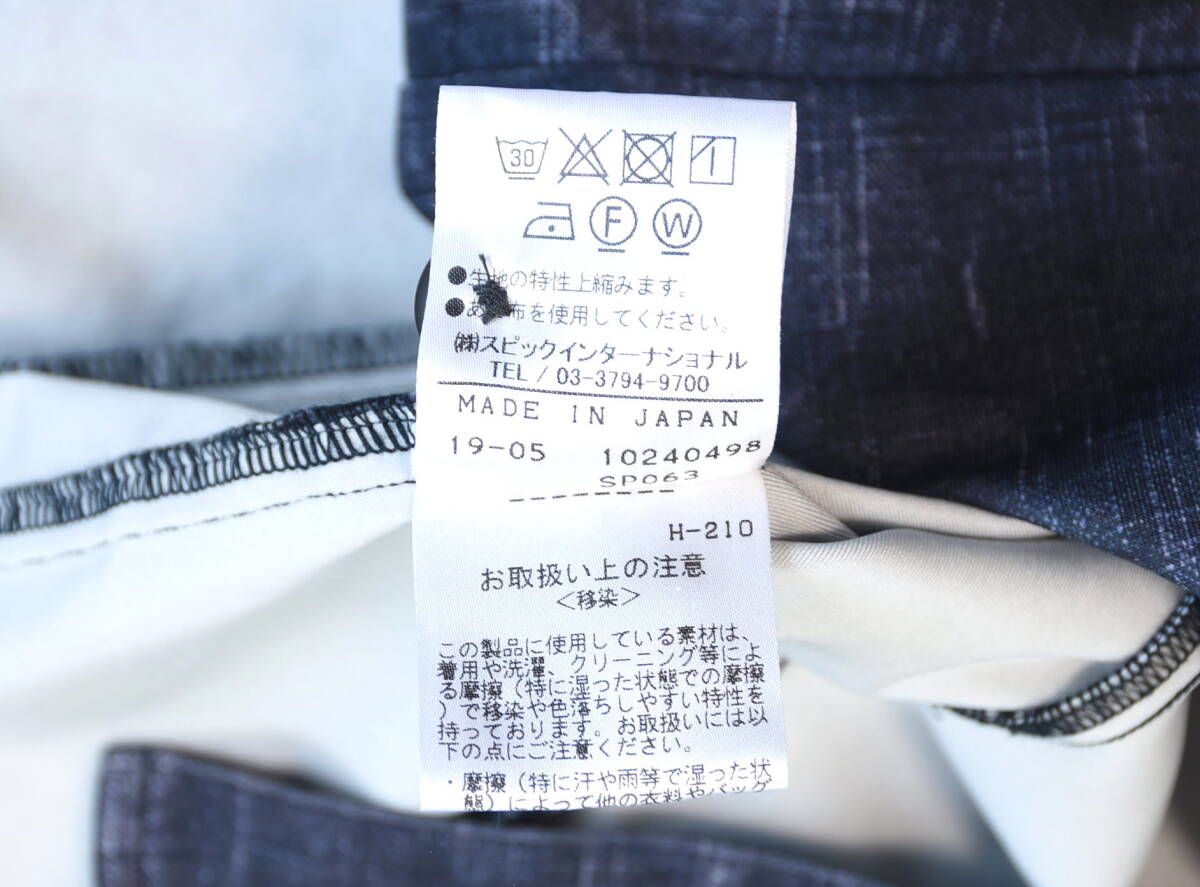 30
F W
●生地の特性上縮みます。
●あて布を使用してください。
㈱スピックインターナショナル
TEL / 03-3794-9700
MADE IN JAPAN
19-05 10240498
SP063
H-210
お取扱い上の注意
<移染>
この製品に使用している素材は、
着用や洗濯、クリーニング等によ
る摩擦(特に湿った状態での摩擦
)で移染や色落ちしやすい特性を
持っております。お取扱いには以
下の点にご注意ください。
・摩擦(特に汗や雨等で湿った状
態)によって他の衣料やバッグ